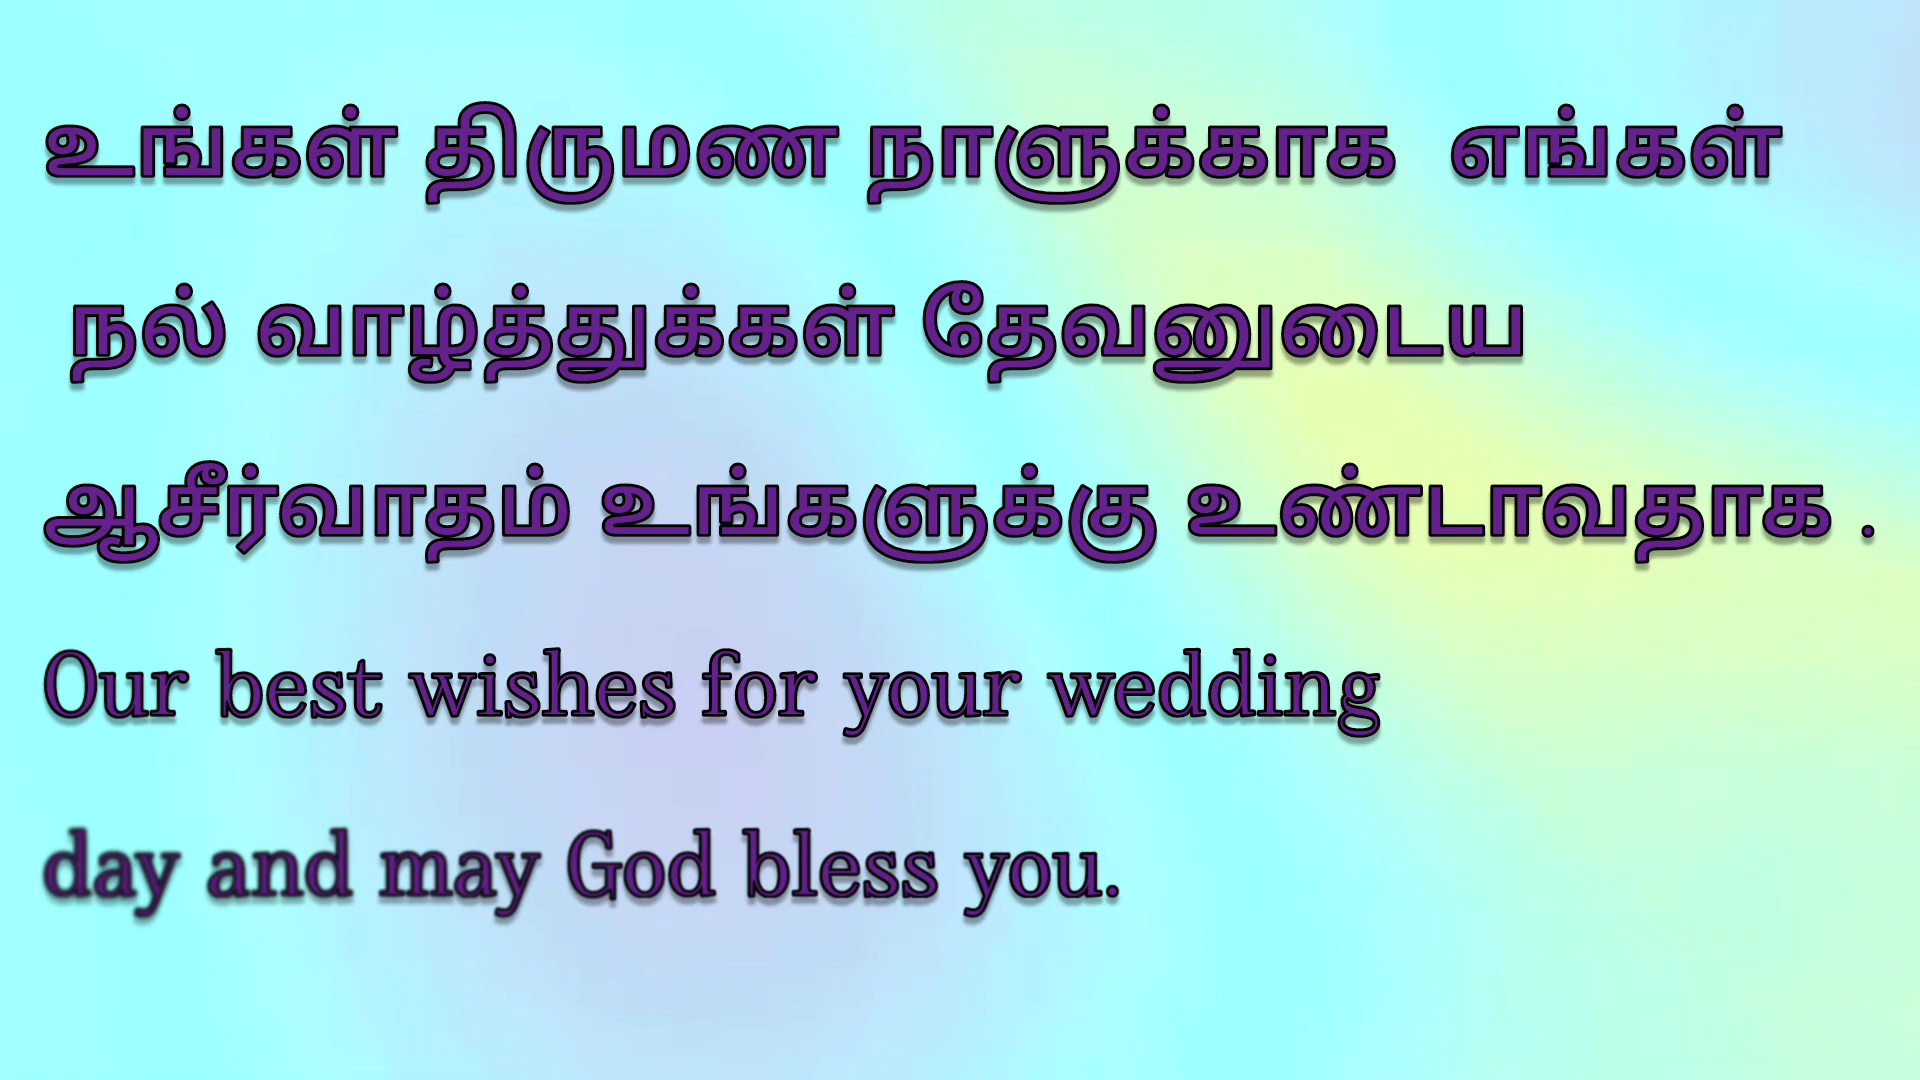 உங்கள் திருமண நாளுக்காக எங்கள்
நல் வாழ்த்துக்கள் தேவனுடைய
ஆசீர்வாதம் உங்களுக்கு உண்டாவதாக .
Our best wishes for your wedding
day and may God bless you.